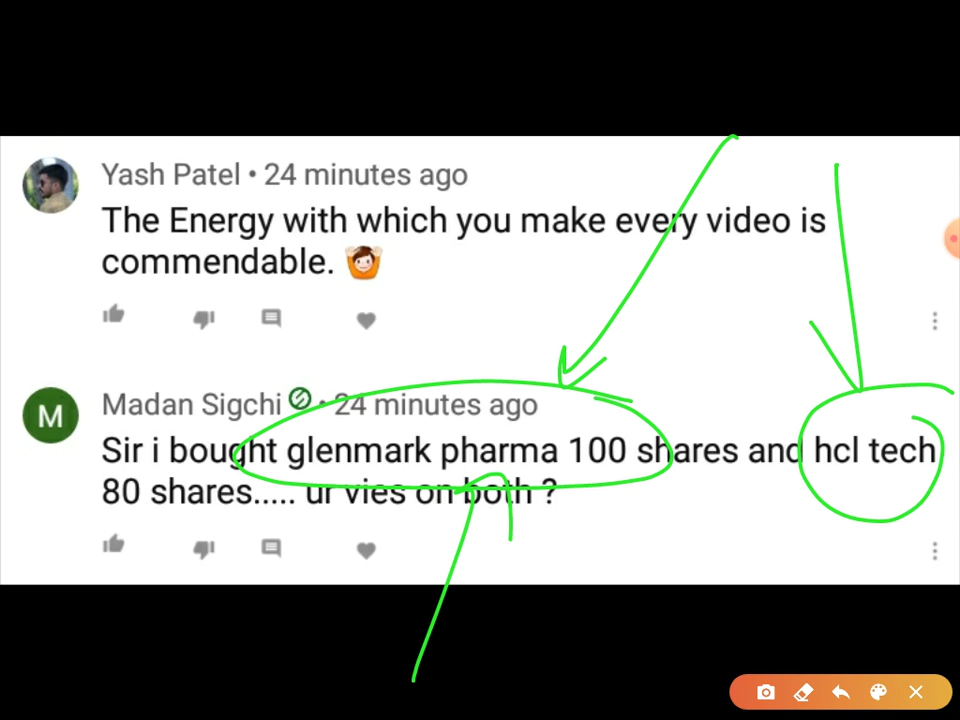 Yash Patel • 24 minutes ago
The Energy with which you make every video is
commendable. 🙌
M
Madan Sigchi • 24 minutes ago
Sir i bought glenmark pharma 100 shares and hcl tech
80 shares..... ur vies on both ?